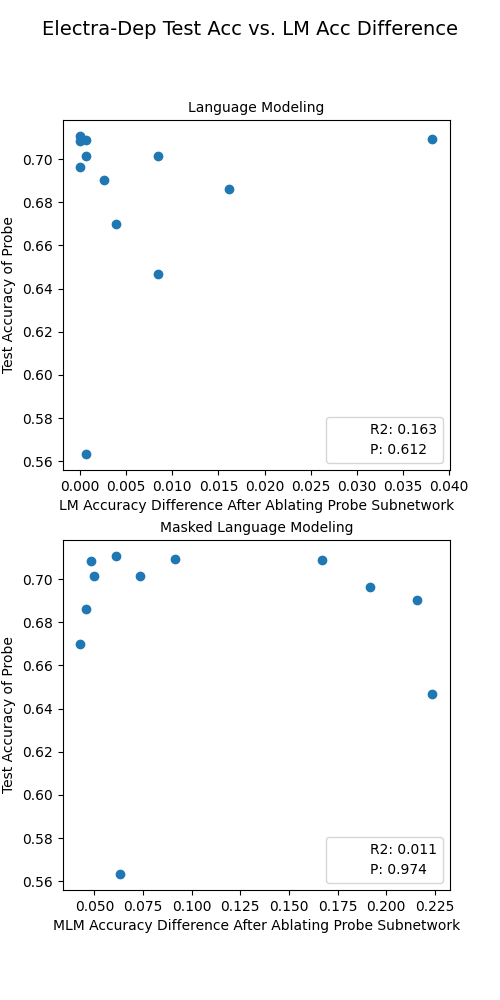 Electra-Dep Test Acc vs. LM Acc Difference
Language Modeling
Test Accuracy of Probe
0.70
0.68
0.66
0.64
0.62
0.60
0.58
0.56
R2: 0.163
P: 0.612
0.000 0.005 0.010 0.015 0.020 0.025 0.030 0.035 0.040
LM Accuracy Difference After Ablating Probe Subnetwork
Masked Language Modeling
Test Accuracy of Probe
0.70
0.68
0.66
0.64
0.62
0.60
0.58
0.56
R2: 0.011
P: 0.974
0.050 0.075 0.100 0.125 0.150 0.175 0.200 0.225
MLM Accuracy Difference After Ablating Probe Subnetwork